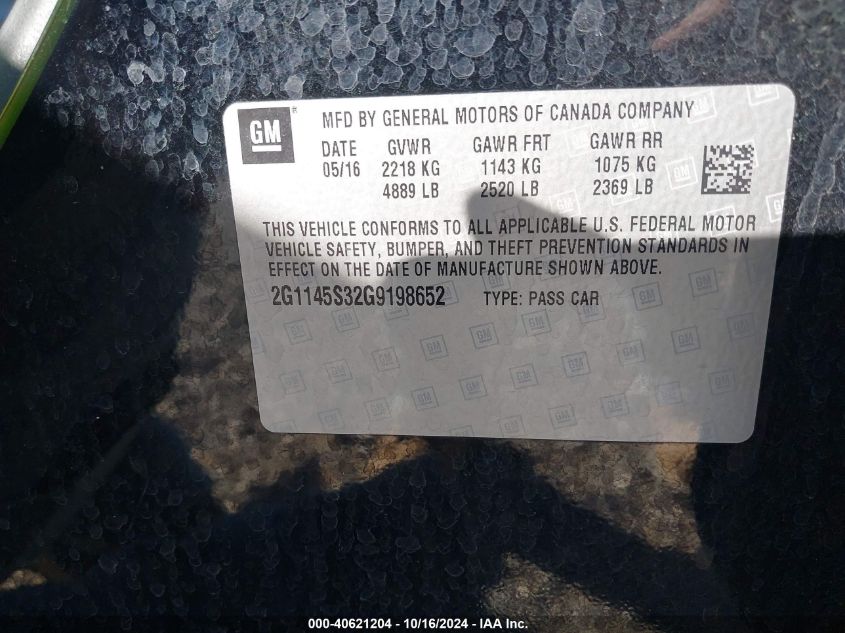 GM
MFD BY GENERAL MOTORS OF CANADA COMPANY
DATE GVWR GAWR FRT GAWR RR
05/16 2218 KG 1143 KG 1075 KG
4889 LB 2520 LB 2369 LB
THIS VEHICLE CONFORMS TO ALL APPLICABLE U.S. FEDERAL MOTOR
VEHICLE SAFETY, BUMPER, AND THEFT PREVENTION STANDARDS IN
EFFECT ON THE DATE OF MANUFACTURE SHOWN ABOVE.
2G1145S32G9198652 TYPE: PASS CAR
000-40621204 - 10/16/2024 - IAA Inc.